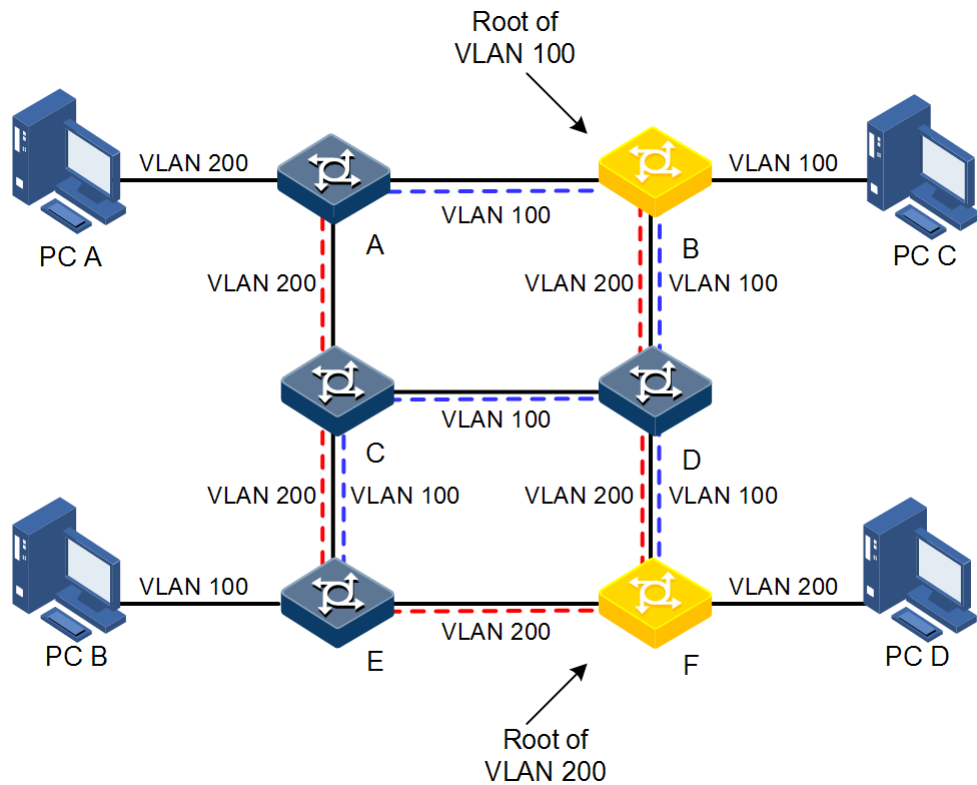 Root of
VLAN 100
VLAN 200
VLAN 100
VLAN 100
PC A
A
B
PC C
VLAN 200
VLAN 200
VLAN 100
VLAN 100
C
D
VLAN 200
VLAN 100
VLAN 200
VLAN 100
VLAN 100
VLAN 200
VLAN 200
PC B
E
F
PC D
Root of
VLAN 200